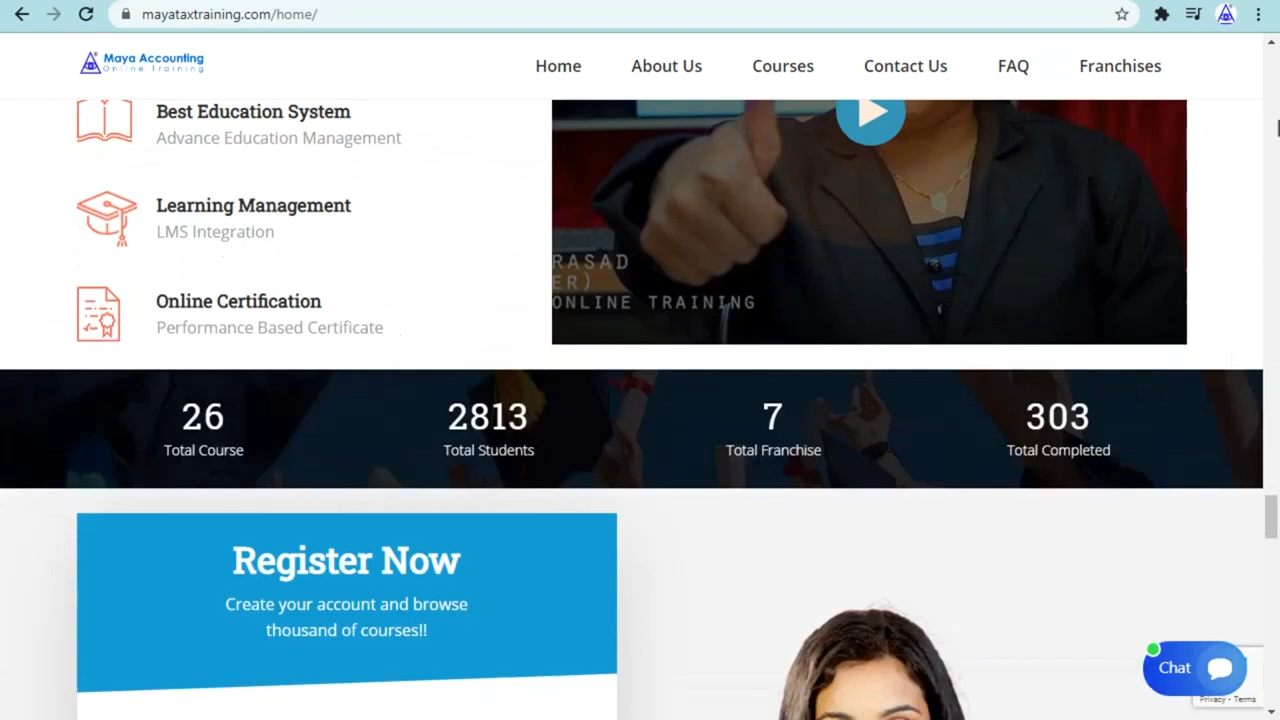 mayataxtraining.com/home/
Maya Accounting
Online Training
Home
About Us
Courses
Contact Us
FAQ
Franchises
Best Education System
Advance Education Management
Learning Management
LMS Integration
Online Certification
Performance Based Certificate
RASAD
ER)
ONLINE TRAINING
26
Total Course
2813
Total Students
7
Total Franchise
303
Total Completed
Register Now
Create your account and browse
thousand of courses!!
Chat
Privacy - Terms